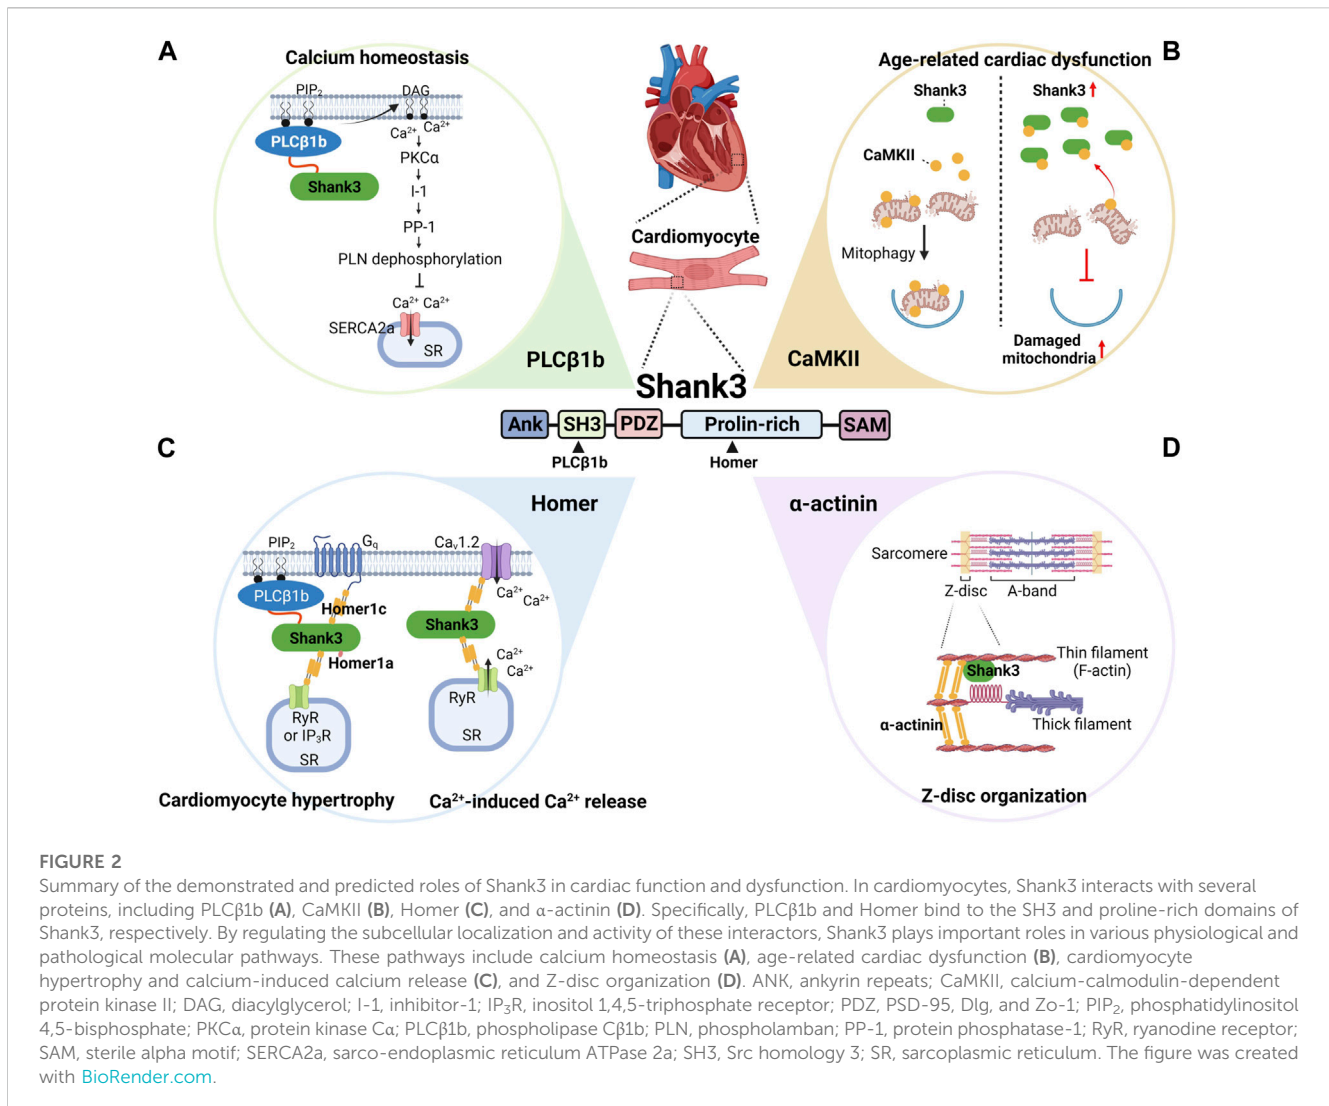 A
Calcium homeostasis
PIP₂
DAG
PLCβ1b
Ca²⁺ Ca²⁺
Shank3
PKCα
I-1
PP-1
PLN dephosphorylation
Ca²⁺ Ca²⁺
SERCA2a
SR
PLCβ1b
Cardiomyocyte
B
Age-related cardiac dysfunction
Shank3
Shank3
CaMKII
Mitophagy
Damaged
mitochondria
CaMKII
Shank3
Ank SH3 PDZ Prolin-rich SAM
PLCβ1b Homer
C
Homer
PIP₂
Gq
Caᵥ1.2
PLCβ1b
Ca²⁺ Ca²⁺
Homer1c
Shank3
Shank3
Homer1a
Ca²⁺
Ca²⁺
RyR
or IP₃R
SR
RyR
SR
Cardiomyocyte hypertrophy
Ca²⁺-induced Ca²⁺ release
D
α-actinin
Sarcomere
Z-disc
A-band
Thin filament
(F-actin)
Shank3
α-actinin
Thick filament
Z-disc organization
FIGURE 2
Summary of the demonstrated and predicted roles of Shank3 in cardiac function and dysfunction. In cardiomyocytes, Shank3 interacts with several
proteins, including PLCβ1b (A), CaMKII (B), Homer (C), and α-actinin (D). Specifically, PLCβ1b and Homer bind to the SH3 and proline-rich domains of
Shank3, respectively. By regulating the subcellular localization and activity of these interactors, Shank3 plays important roles in various physiological and
pathological molecular pathways. These pathways include calcium homeostasis (A), age-related cardiac dysfunction (B), cardiomyocyte
hypertrophy and calcium-induced calcium release (C), and Z-disc organization (D). ANK, ankyrin repeats; CaMKII, calcium-calmodulin-dependent
protein kinase II; DAG, diacylglycerol; I-1, inhibitor-1; IP₃R, inositol 1,4,5-triphosphate receptor; PDZ, PSD-95, Dlg, and Zo-1; PIP₂, phosphatidylinositol
4,5-bisphosphate; PKCα, protein kinase Cα; PLCβ1b, phospholipase Cβ1b; PLN, phospholamban; PP-1, protein phosphatase-1; RyR, ryanodine receptor;
SAM, sterile alpha motif; SERCA2a, sarco-endoplasmic reticulum ATPase 2a; SH3, Src homology 3; SR, sarcoplasmic reticulum. The figure was created
with BioRender.com.